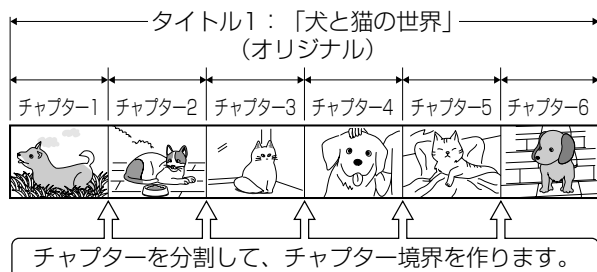 タイトル1：「犬と猫の世界」
（オリジナル）
チャプター1 チャプター2 チャプター3 チャプター4 チャプター5 チャプター6
チャプターを分割して、チャプター境界を作ります。